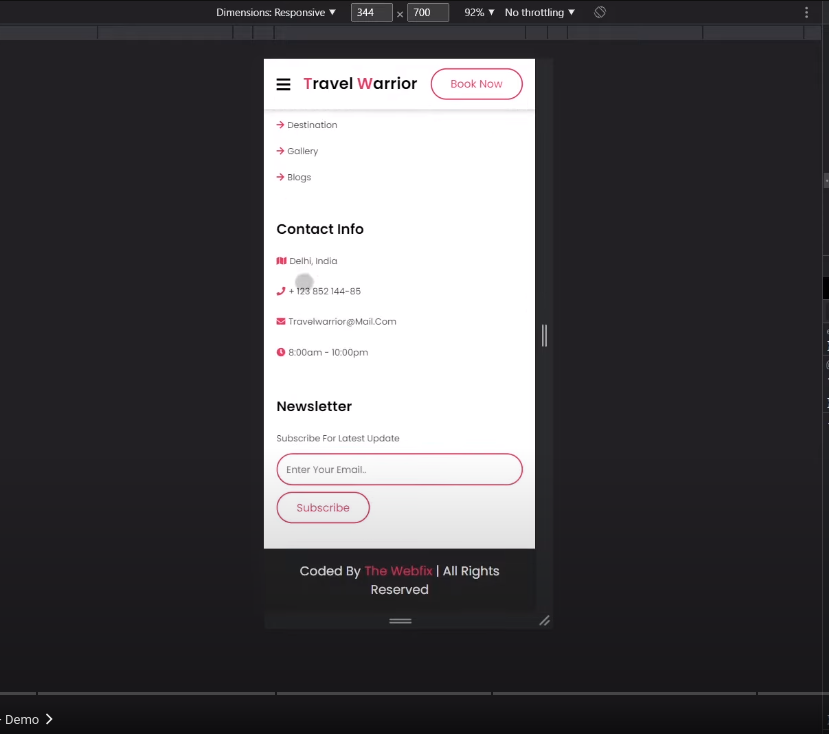 Dimensions: Responsive 344 × 700 92% No throttling
Travel Warrior Book Now
Destination
Gallery
Blogs
Contact Info
Delhi, India
+ 123 852 144-85
Travelwarrior@Mail.Com
8:00am - 10:00pm
Newsletter
Subscribe For Latest Update
Enter Your Email..
Subscribe
Coded By The Webfix | All Rights
Reserved
Demo